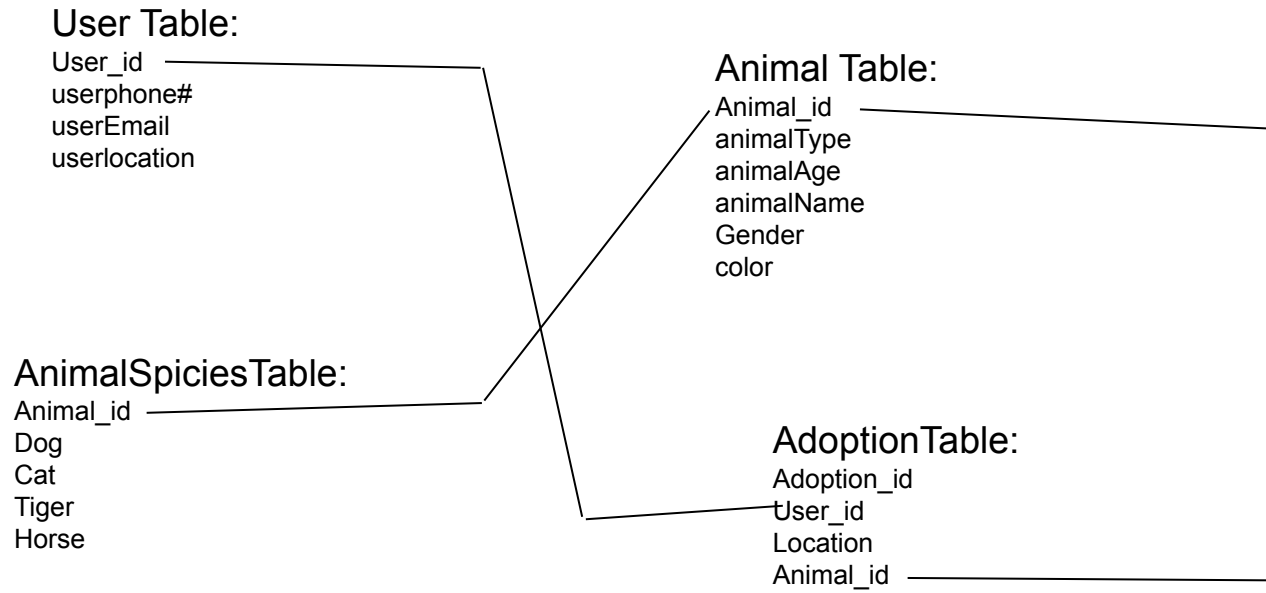 User Table:
User_id
userphone#
userEmail
userlocation
Animal Table:
Animal_id
animalType
animalAge
animalName
Gender
color
AnimalSpiciesTable:
Animal_id
Dog
Cat
Tiger
Horse
AdoptionTable:
Adoption_id
User_id
Location
Animal_id